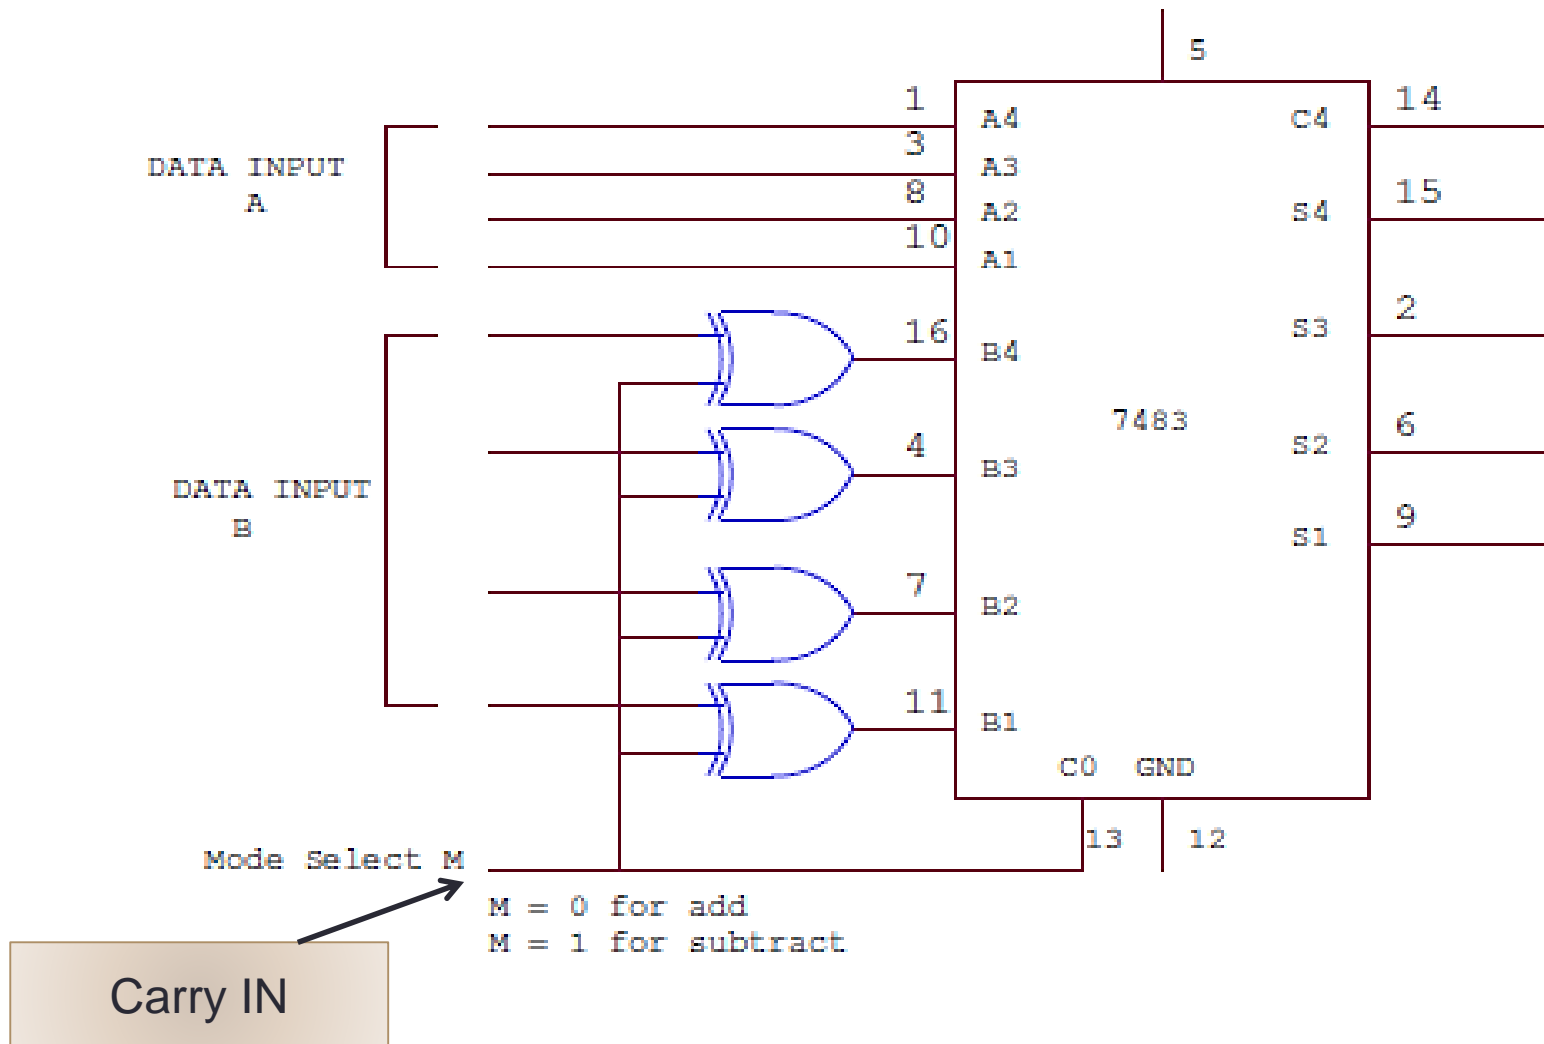 5
1
A4
C4
14
3
DATA INPUT
A
A3
8
A2
S4
15
10
A1
16
B4
S3
2
7483
4
B3
S2
6
DATA INPUT
B
S1
9
7
B2
11
B1
C0 GND
13
12
Mode Select M
M = 0 for add
M = 1 for subtract
Carry IN